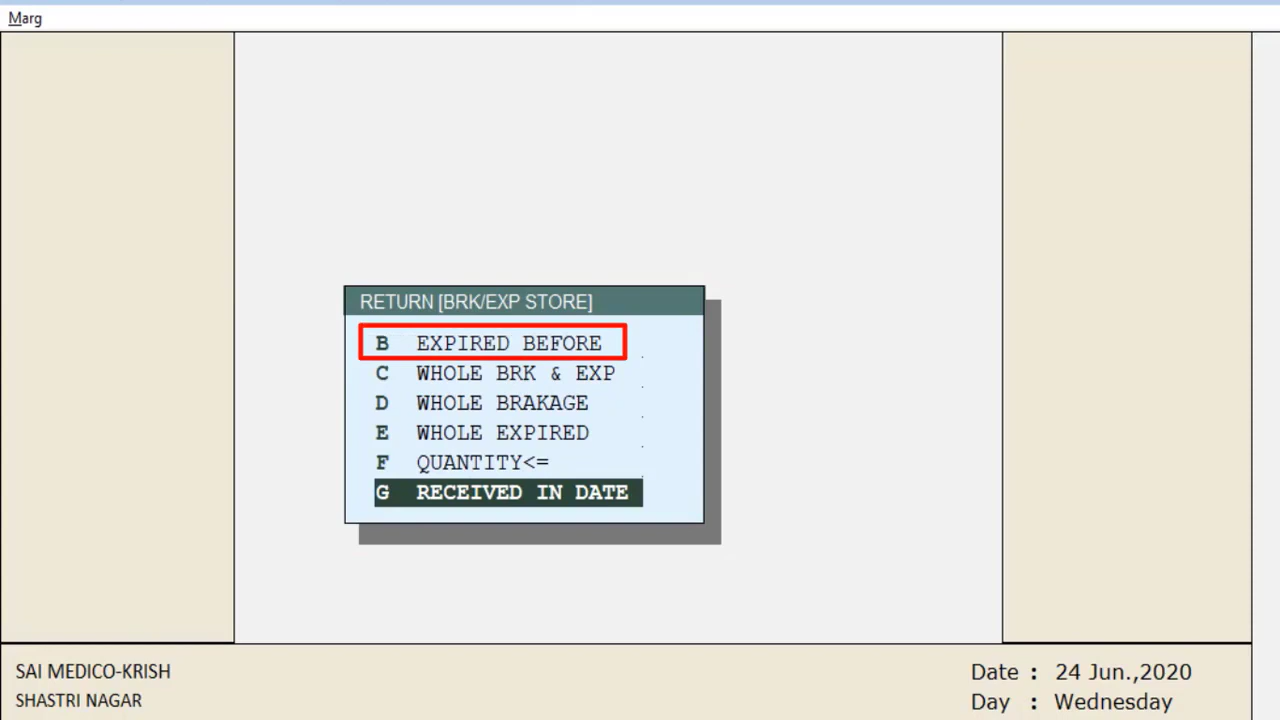 Marg
RETURN [BRK/EXP STORE]
B EXPIRED BEFORE
C WHOLE BRK & EXP
D WHOLE BRAKAGE
E WHOLE EXPIRED
F QUANTITY<=
G RECEIVED IN DATE
SAI MEDICO-KRISH
SHASTRI NAGAR
Date : 24 Jun.,2020
Day : Wednesday